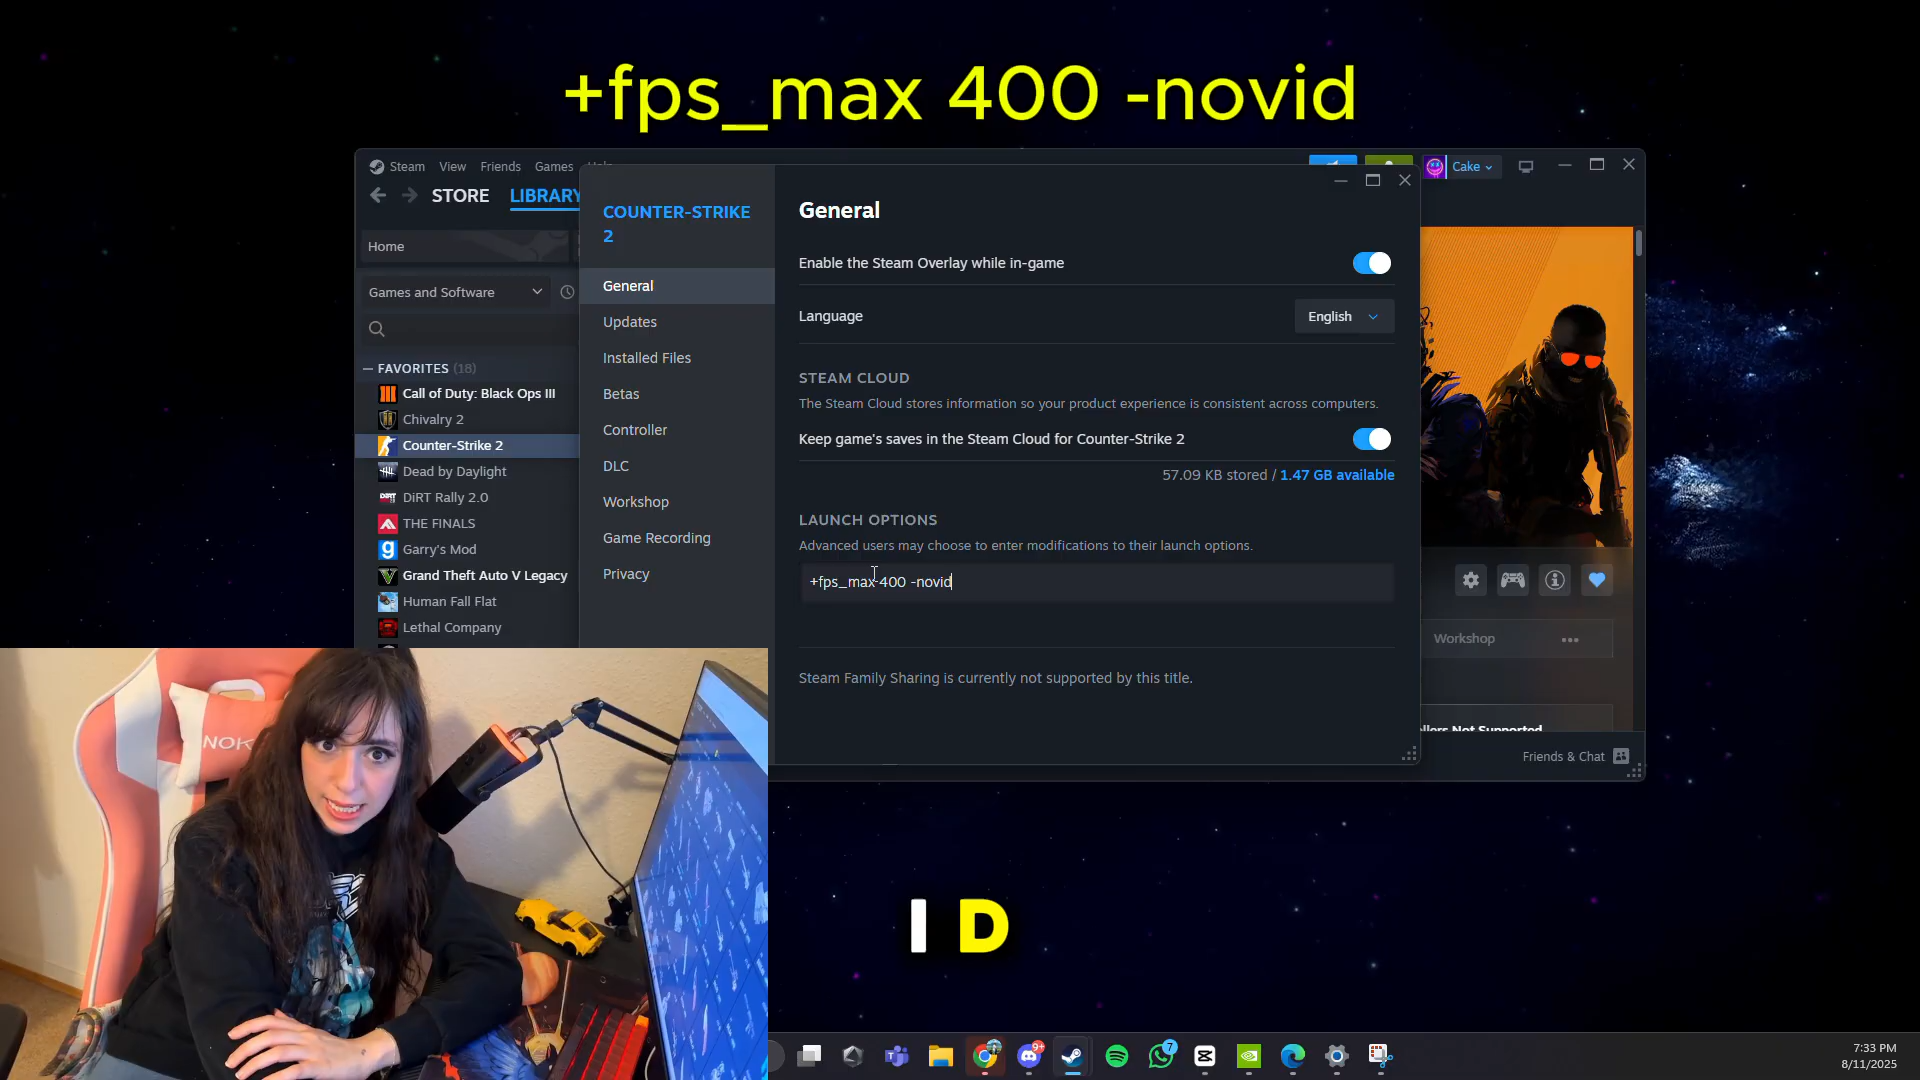 +fps_max 400 -novid
Steam View Friends Games Help
Cake
STORE LIBRARY
COUNTER-STRIKE
2
General
Home
Enable the Steam Overlay while in-game
General
Games and Software
Updates
Language
English
Installed Files
FAVORITES (18)
STEAM CLOUD
Call of Duty: Black Ops III
Betas
The Steam Cloud stores information so your product experience is consistent across computers.
Chivalry 2
Controller
Keep game's saves in the Steam Cloud for Counter-Strike 2
Counter-Strike 2
DLC
57.09 KB stored / 1.47 GB available
Dead by Daylight
DiRT Rally 2.0
Workshop
LAUNCH OPTIONS
THE FINALS
Game Recording
Advanced users may choose to enter modifications to their launch options.
Garry's Mod
Grand Theft Auto V Legacy
Privacy
+fps_max 400 -novid
Human Fall Flat
Lethal Company
Workshop
Steam Family Sharing is currently not supported by this title.
Not Supported
Friends & Chat
NOK
I D
9+
7
7:33 PM
8/11/2025